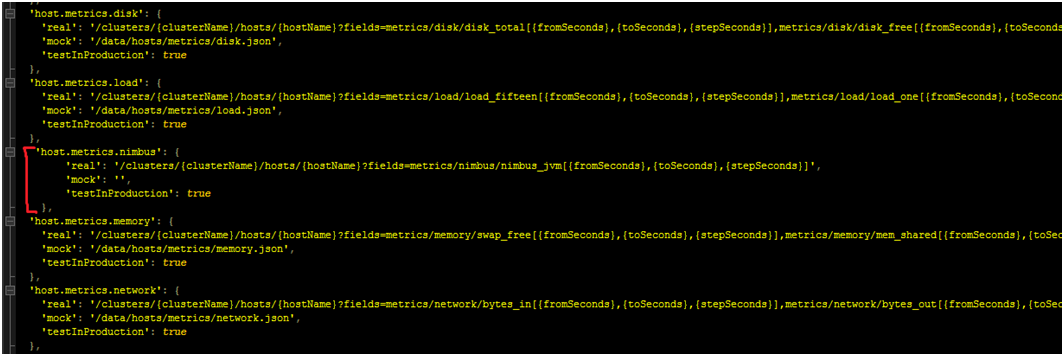 },
'host.metrics.disk': {
'real': '/clusters/{clusterName}/hosts/{hostName}?fields=metrics/disk/disk_total[{fromSeconds},{toSeconds},{stepSeconds}],metrics/disk/disk_free[{fromSeconds},{toSeconds
'mock': '/data/hosts/metrics/disk.json',
'testInProduction': true
},
'host.metrics.load': {
'real': '/clusters/{clusterName}/hosts/{hostName}?fields=metrics/load/load_fifteen[{fromSeconds},{toSeconds},{stepSeconds}],metrics/load/load_one[{fromSeconds},{toSecond
'mock': '/data/hosts/metrics/load.json',
'testInProduction': true
},
'host.metrics.nimbus': {
'real': '/clusters/{clusterName}/hosts/{hostName}?fields=metrics/nimbus/nimbus_jvm[{fromSeconds},{toSeconds},{stepSeconds}]',
'mock': '',
'testInProduction': true
},
'host.metrics.memory': {
'real': '/clusters/{clusterName}/hosts/{hostName}?fields=metrics/memory/swap_free[{fromSeconds},{toSeconds},{stepSeconds}],metrics/memory/mem_shared[{fromSeconds},{toSec
'mock': '/data/hosts/metrics/memory.json',
'testInProduction': true
},
'host.metrics.network': {
'real': '/clusters/{clusterName}/hosts/{hostName}?fields=metrics/network/bytes_in[{fromSeconds},{toSeconds},{stepSeconds}],metrics/network/bytes_out[{fromSeconds},{toSec
'mock': '/data/hosts/metrics/network.json',
'testInProduction': true
},